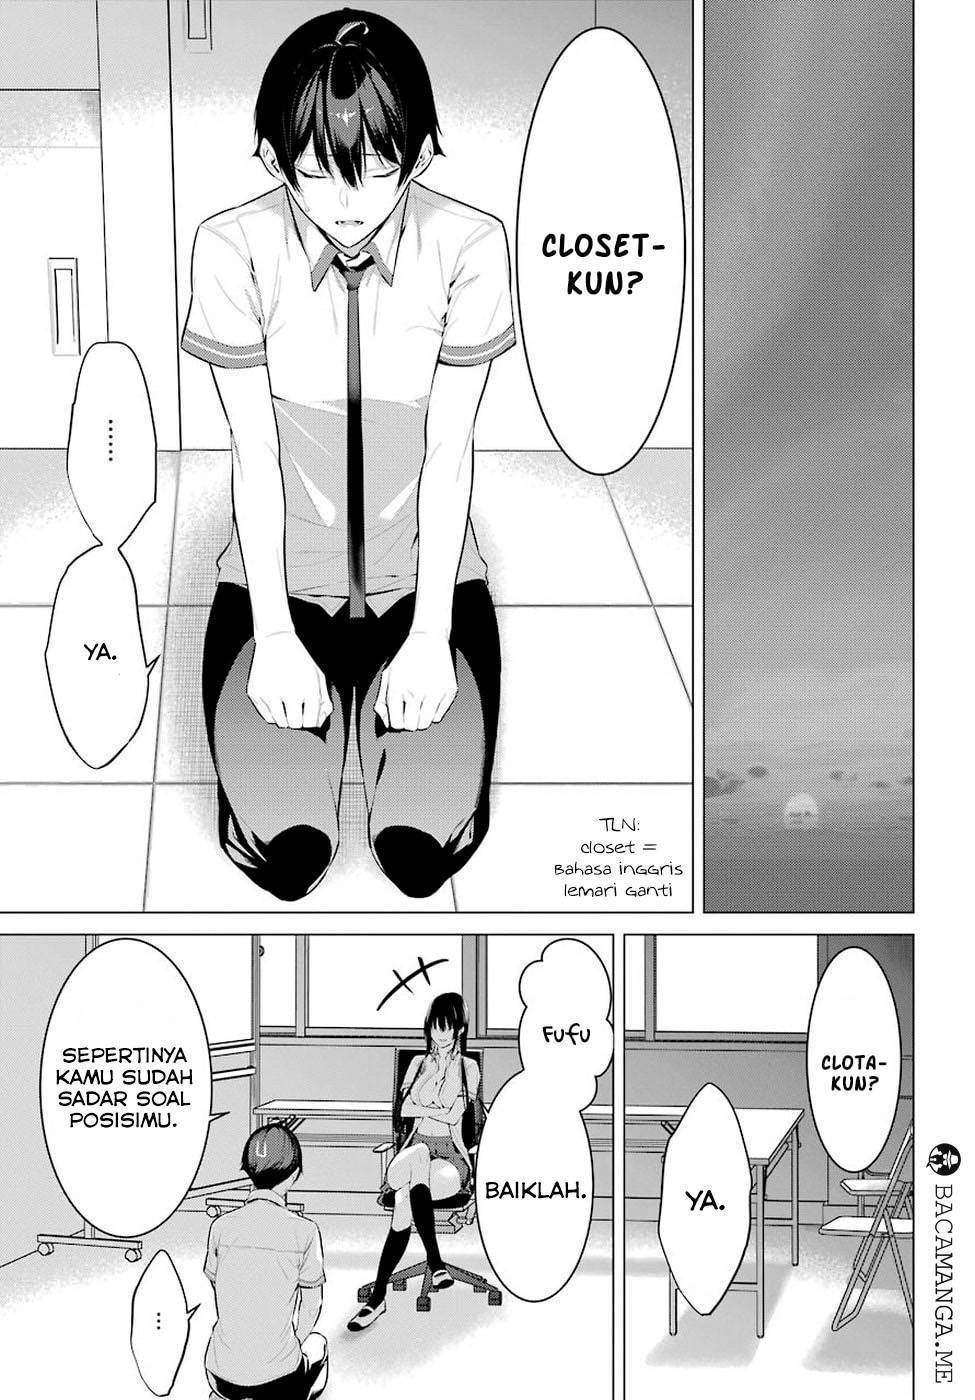 CLOSET-
KUN?
.......
YA.
TLN:
closet =
Bahasa inggris
lemari Ganti
CLOTA-
KUN?
YA.
Fufu
BAIKLAH.
SEPERTINYA
KAMU SUDAH
SADAR SOAL
POSISIMU.
...
BACAMANGA.ME